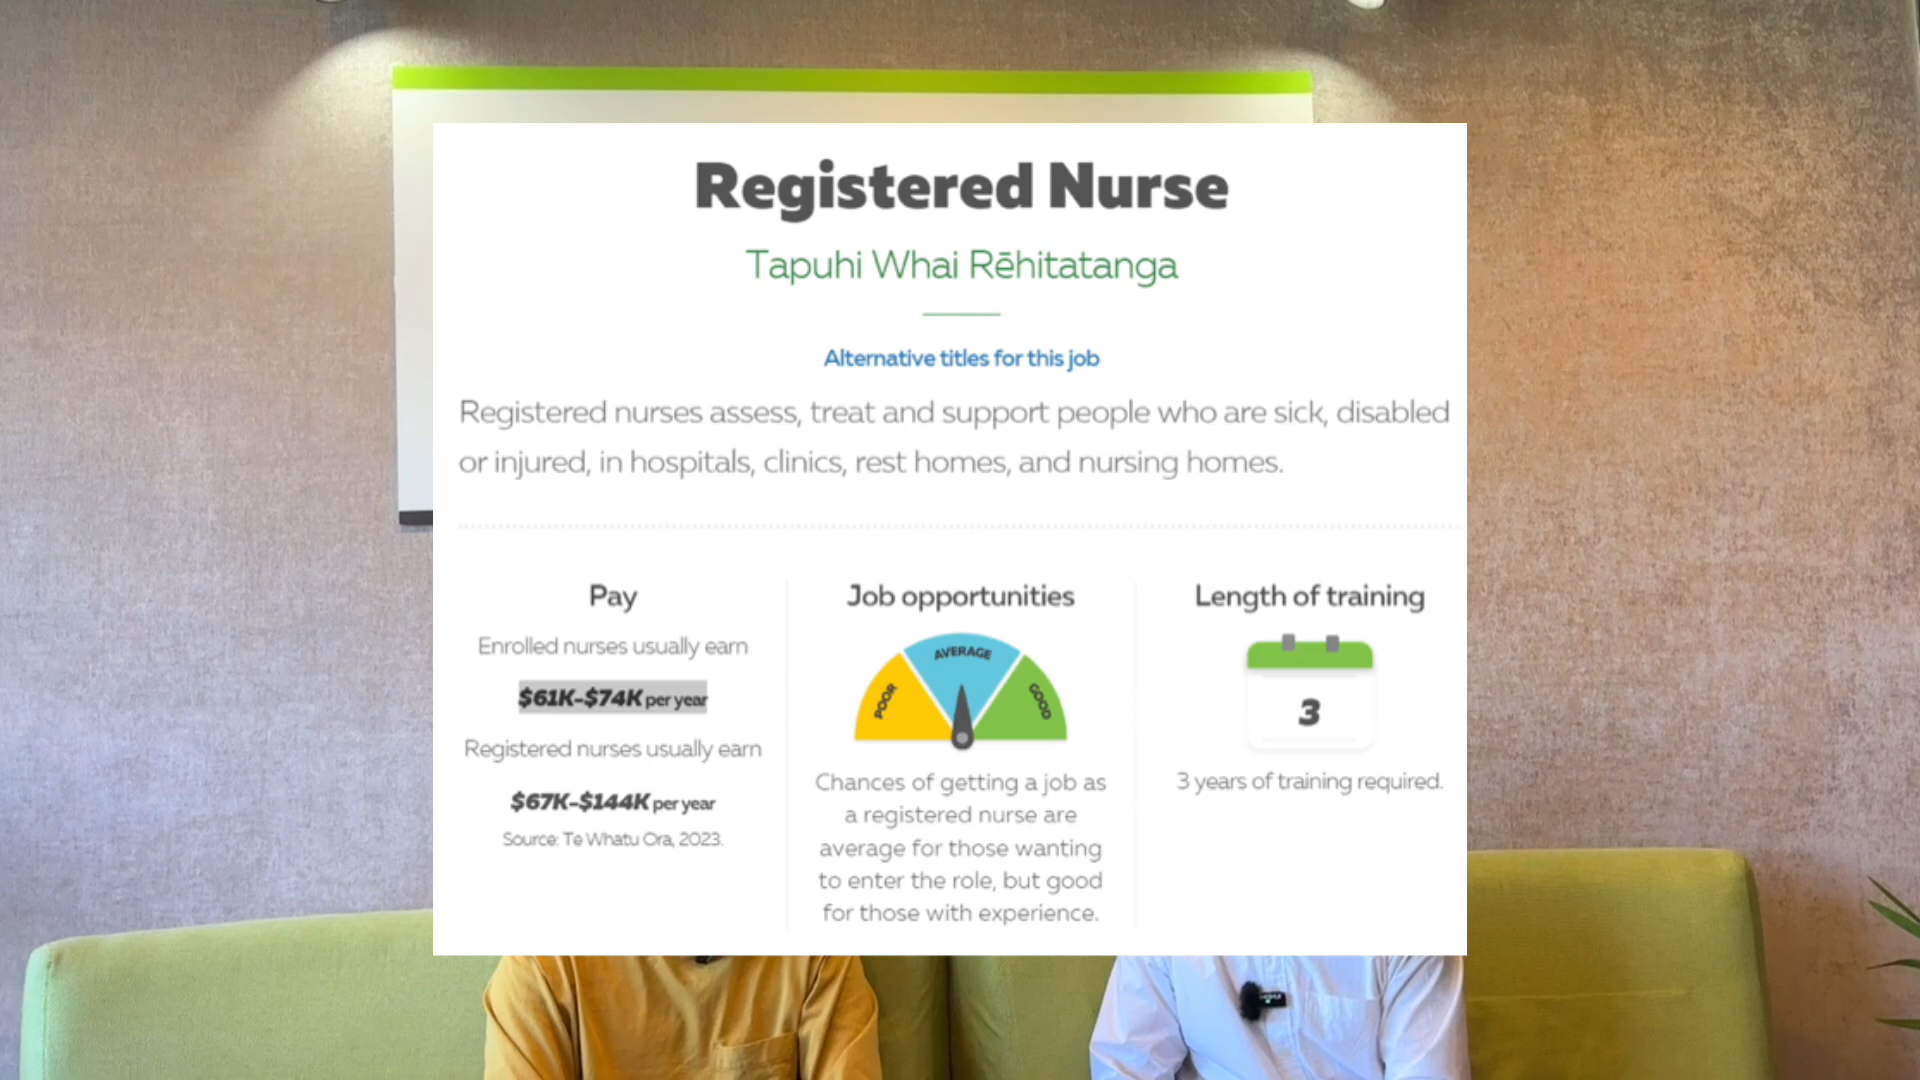 Registered Nurse
Tapuhi Whai Rēhitatanga
Alternative titles for this job
Registered nurses assess, treat and support people who are sick, disabled
or injured, in hospitals, clinics, rest homes, and nursing homes.
Pay
Enrolled nurses usually earn
$61K-$74K per year
Registered nurses usually earn
$67K-$144K per year
Source: Te Whatu Ora, 2023.
Job opportunities
POOR
AVERAGE
GOOD
Chances of getting a job as
a registered nurse are
average for those wanting
to enter the role, but good
for those with experience.
Length of training
3
3 years of training required.